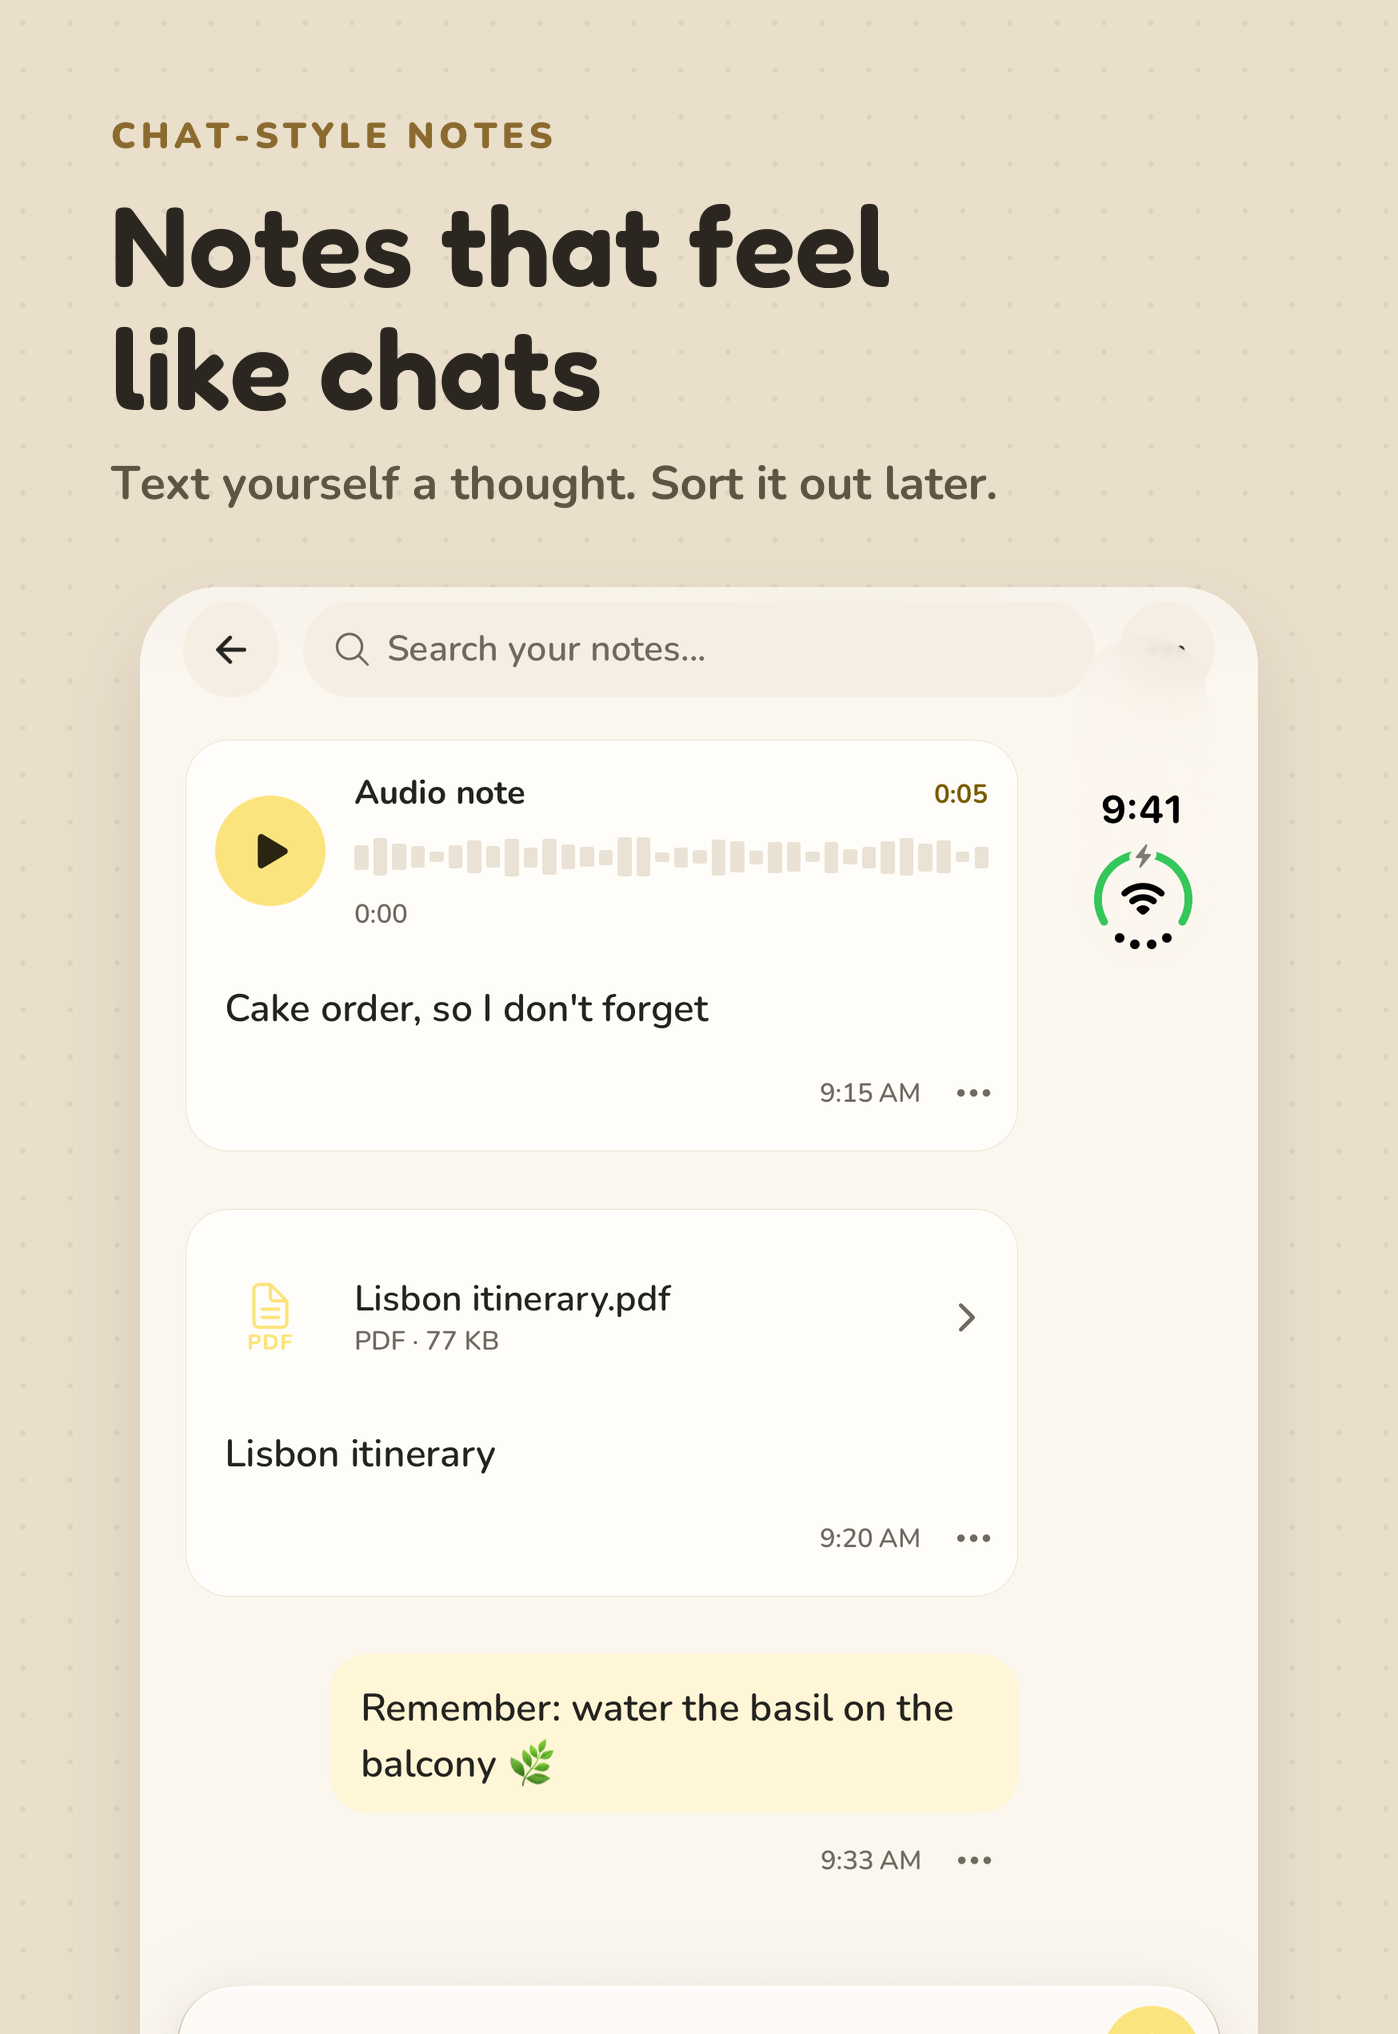 CHAT-STYLE NOTES
Notes that feel
like chats
Text yourself a thought. Sort it out later.
Search your notes...
Audio note
0:05
0:00
Cake order, so I don't forget
9:15 AM
9:41
PDF
Lisbon itinerary.pdf
PDF · 77 KB
Lisbon itinerary
9:20 AM
Remember: water the basil on the
balcony 🌿
9:33 AM